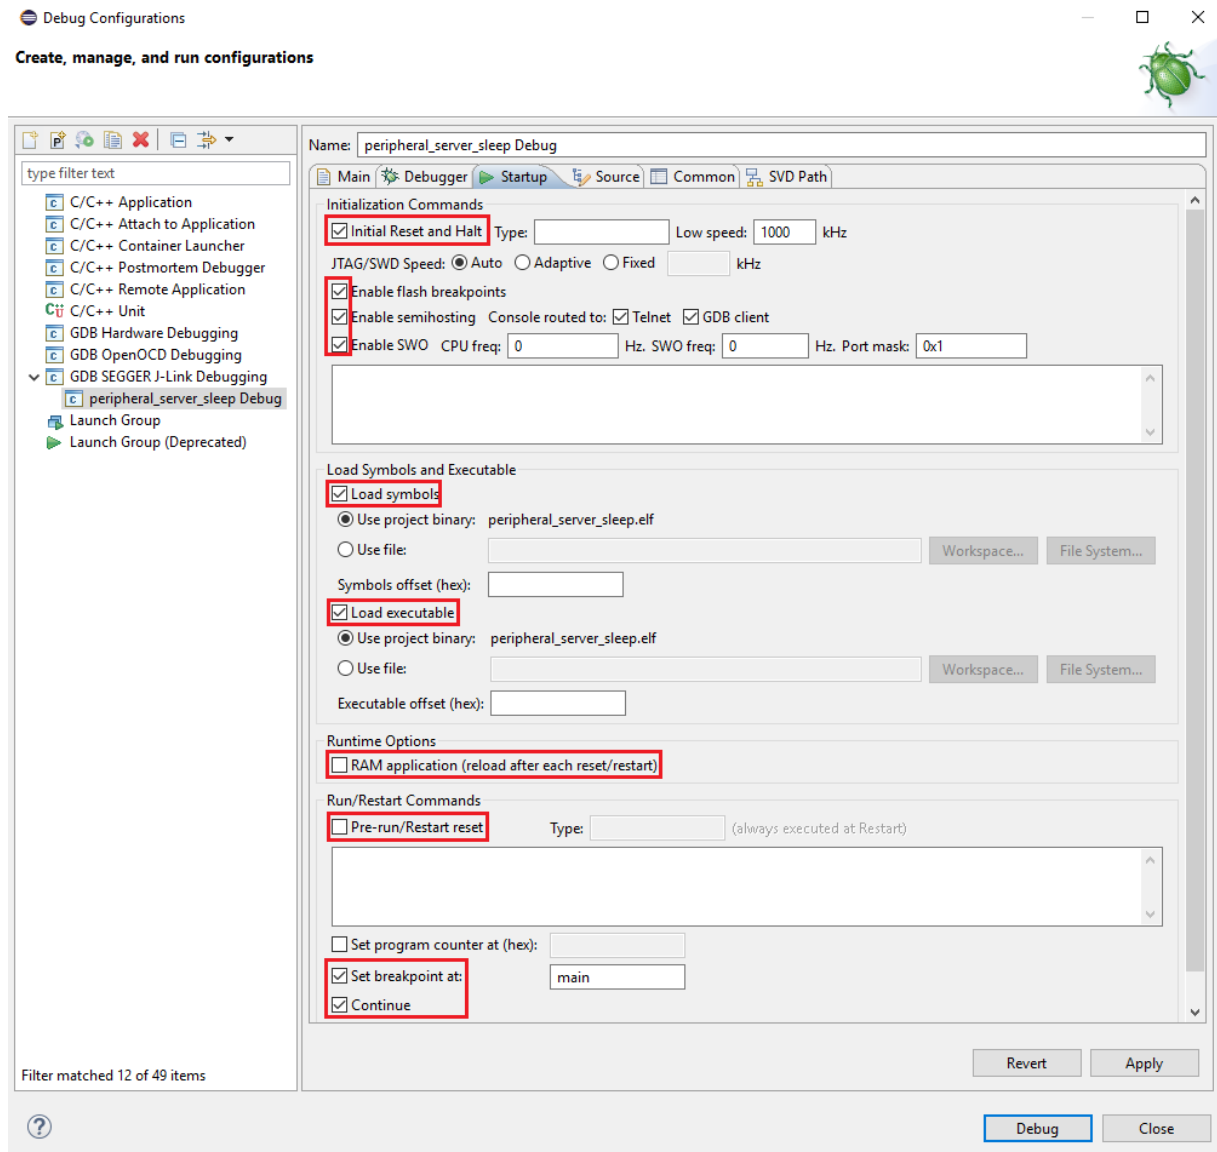 Debug Configurations
Create, manage, and run configurations
type filter text
C/C++ Application
C/C++ Attach to Application
C/C++ Container Launcher
C/C++ Postmortem Debugger
C/C++ Remote Application
C/C++ Unit
GDB Hardware Debugging
GDB OpenOCD Debugging
GDB SEGGER J-Link Debugging
peripheral_server_sleep Debug
Launch Group
Launch Group (Deprecated)
Filter matched 12 of 49 items
Name: peripheral_server_sleep Debug
Main Debugger Startup Source Common SVD Path
Initialization Commands
Initial Reset and Halt Type: Low speed: 1000 kHz
JTAG/SWD Speed: Auto Adaptive Fixed kHz
Enable flash breakpoints
Enable semihosting Console routed to: Telnet GDB client
Enable SWO CPU freq: 0 Hz. SWO freq: 0 Hz. Port mask: 0x1
Load Symbols and Executable
Load symbols
Use project binary: peripheral_server_sleep.elf
Use file: Workspace... File System...
Symbols offset (hex):
Load executable
Use project binary: peripheral_server_sleep.elf
Use file: Workspace... File System...
Executable offset (hex):
Runtime Options
RAM application (reload after each reset/restart)
Run/Restart Commands
Pre-run/Restart reset Type: (always executed at Restart)
Set program counter at (hex):
Set breakpoint at: main
Continue
Revert Apply
Debug Close